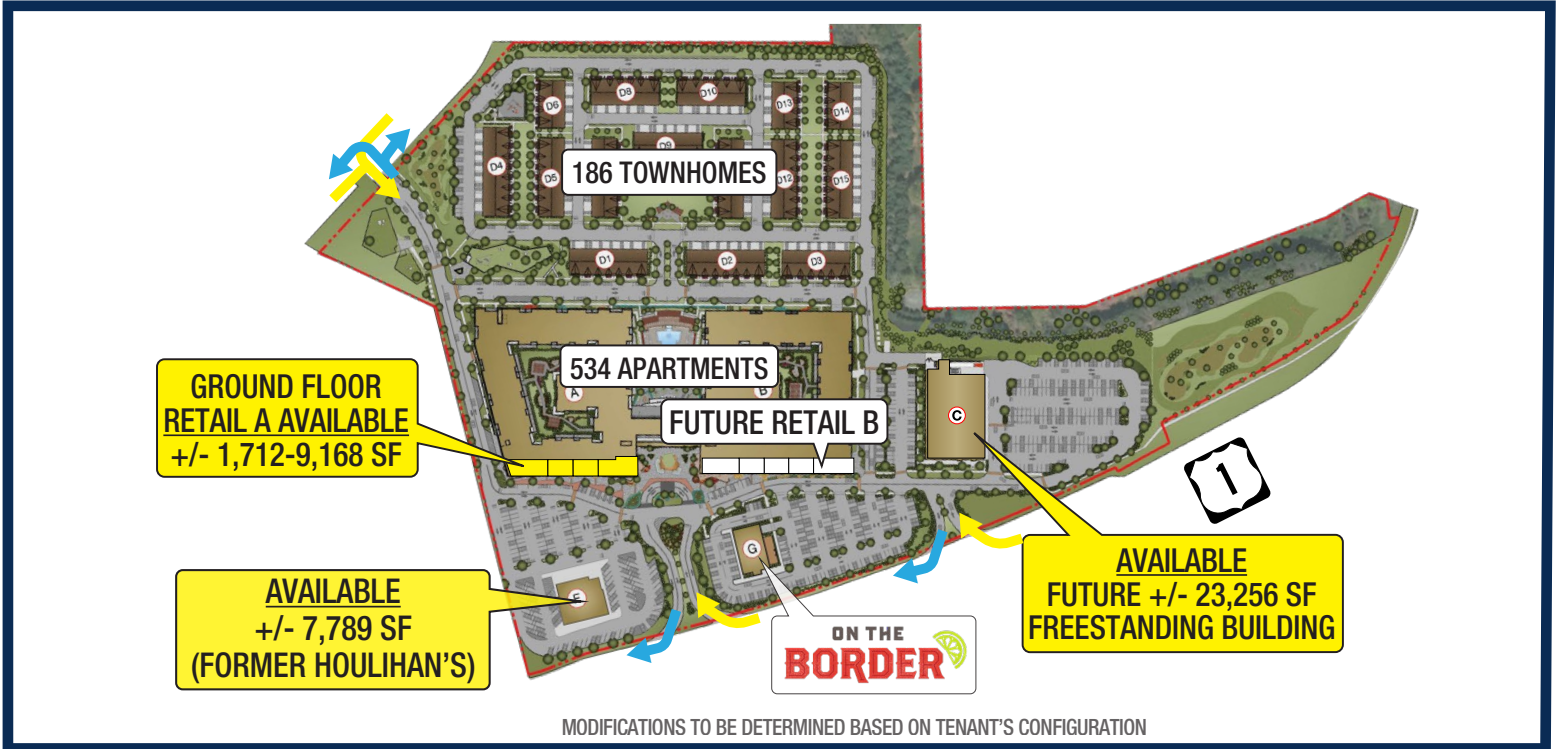 D6
D8
D10
D13
D14
D4
D5
D9
186 TOWNHOMES
D12
D15
D1
D2
D3
534 APARTMENTS
A
B
C
GROUND FLOOR
RETAIL A AVAILABLE
+/- 1,712-9,168 SF
FUTURE RETAIL B
1
AVAILABLE
+/- 7,789 SF
(FORMER HOULIHAN'S)
G
ON THE
BORDER
AVAILABLE
FUTURE +/- 23,256 SF
FREESTANDING BUILDING
MODIFICATIONS TO BE DETERMINED BASED ON TENANT'S CONFIGURATION